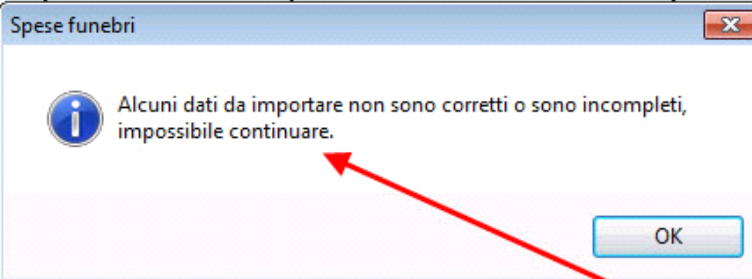 Spese funebri
Alcuni dati da importare non sono corretti o sono incompleti,
impossibile continuare.
OK